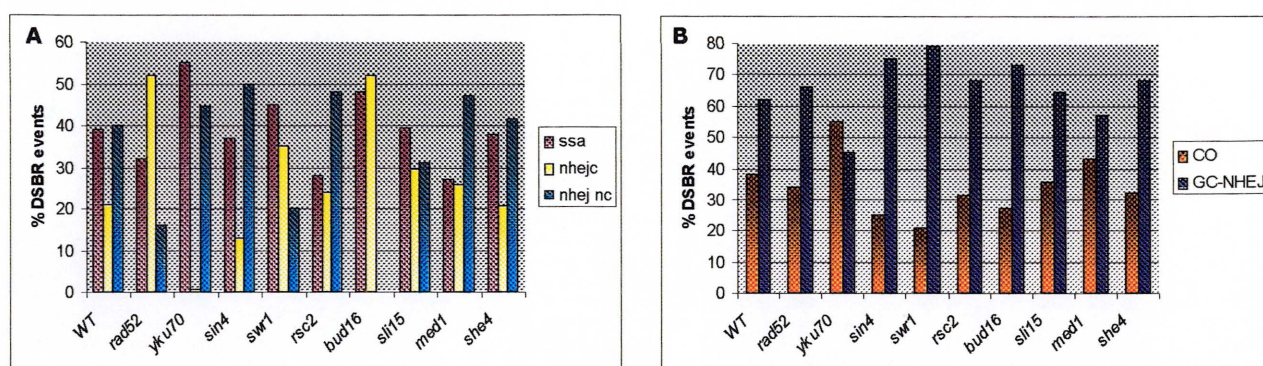 A
% DSBR events
60
50
40
30
20
10
0
WT
rad52
yku70
sin4
swr1
rsc2
bud16
sli15
med1
she4
ssa
nhejc
nhej nc
B
% DSBR events
80
70
60
50
40
30
20
10
0
WT
rad52
yku70
sin4
swr1
rsc2
bud16
sli15
med1
she4
CO
GC-NHEJ